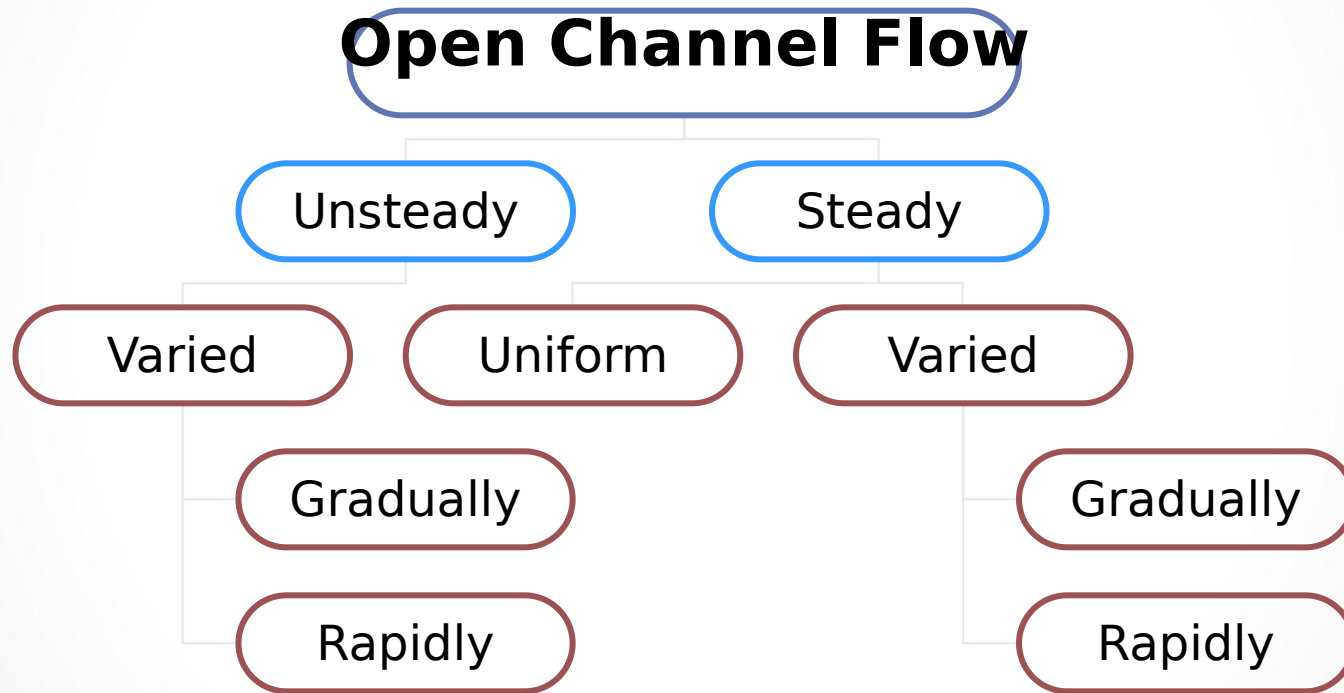 Open Channel Flow
Unsteady
Steady
Varied
Uniform
Varied
Gradually
Gradually
Rapidly
Rapidly